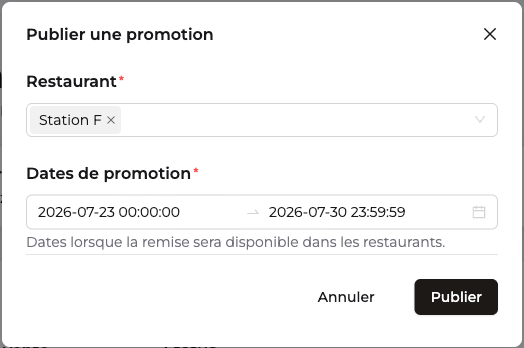 Publier une promotion
Restaurant*
Station F
Dates de promotion*
2026-07-23 00:00:00 → 2026-07-30 23:59:59
Dates lorsque la remise sera disponible dans les restaurants.
Annuler Publier